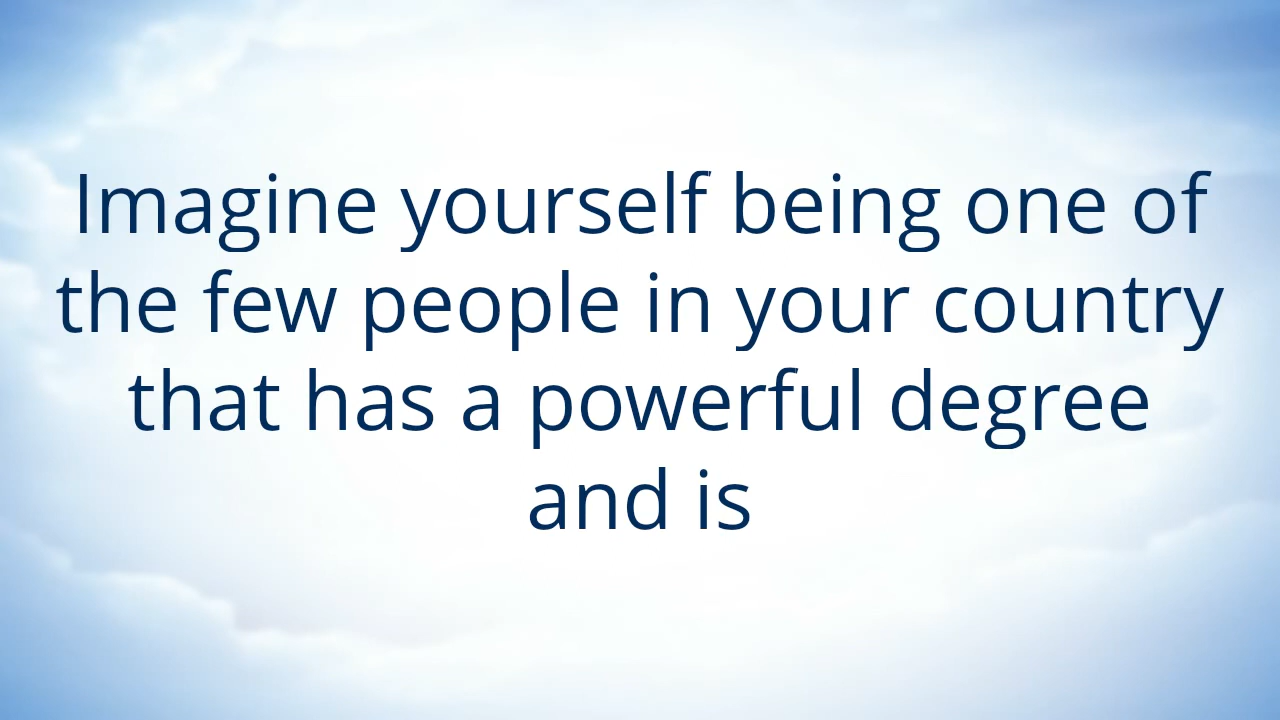 Imagine yourself being one of
the few people in your country
that has a powerful degree
and is